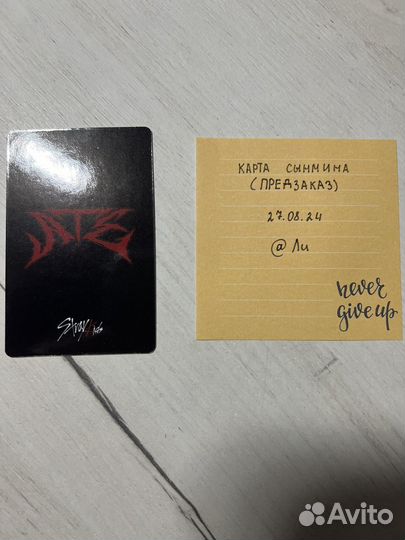 ATE
Stray Kids
КАРТА СЫНМИНА
(ПРЕДЗАКАЗ)
27.08.24
@ Ли
never
give up
Avito